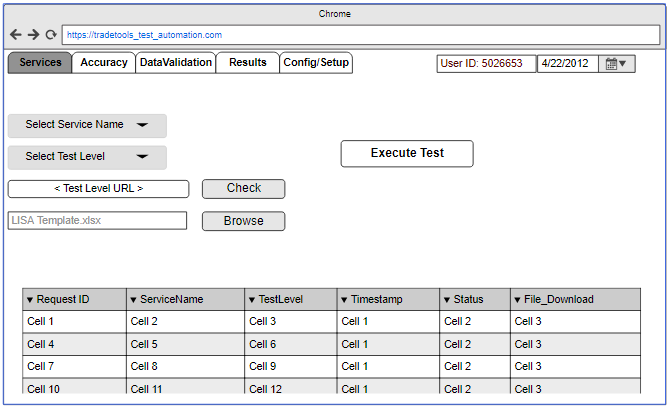 Chrome
https://tradetools_test_automation.com
Services Accuracy DataValidation Results Config/Setup User ID: 5026653 4/22/2012
Select Service Name
Select Test Level
Execute Test
< Test Level URL > Check
LISA Template.xlsx Browse
Request ID ServiceName TestLevel Timestamp Status File_Download
Cell 1 Cell 2 Cell 3 Cell 1 Cell 2 Cell 3
Cell 4 Cell 5 Cell 6 Cell 1 Cell 2 Cell 3
Cell 7 Cell 8 Cell 9 Cell 1 Cell 2 Cell 3
Cell 10 Cell 11 Cell 12 Cell 1 Cell 2 Cell 3